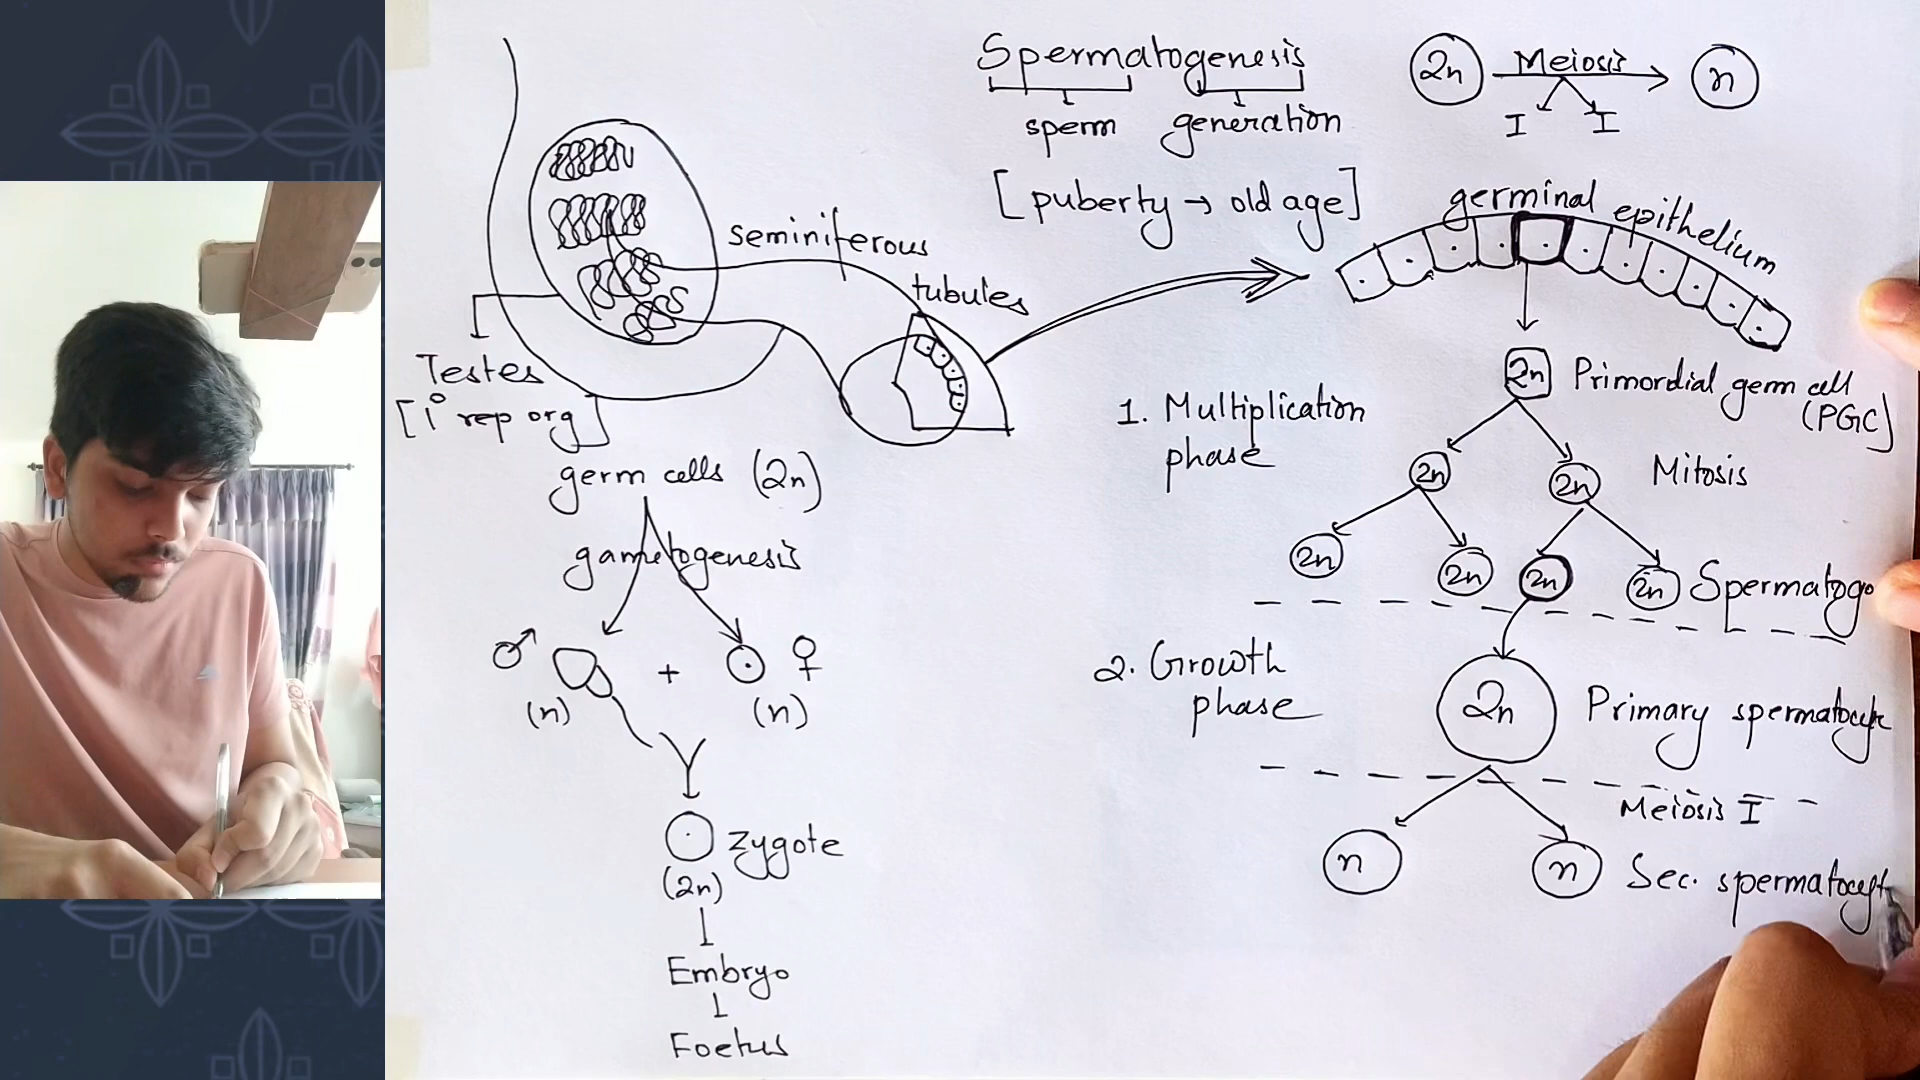 Spermatogenesis
sperm generation
[puberty → old age]
2n Meiosis n
I I
germinal epithelium
seminiferous
tubules
Testes
[1° rep org]
germ cells (2n)
gametogenesis
♂ + ♀
(n) (n)
zygote
(2n)
Embryo
Foetus
2n Primordial germ cell
(PGC)
1. Multiplication
phase
2n 2n Mitosis
2n 2n 2n 2n Spermatogo
2. Growth
phase
2n Primary spermatocyte
Meiosis I
n n Sec. spermatocyt